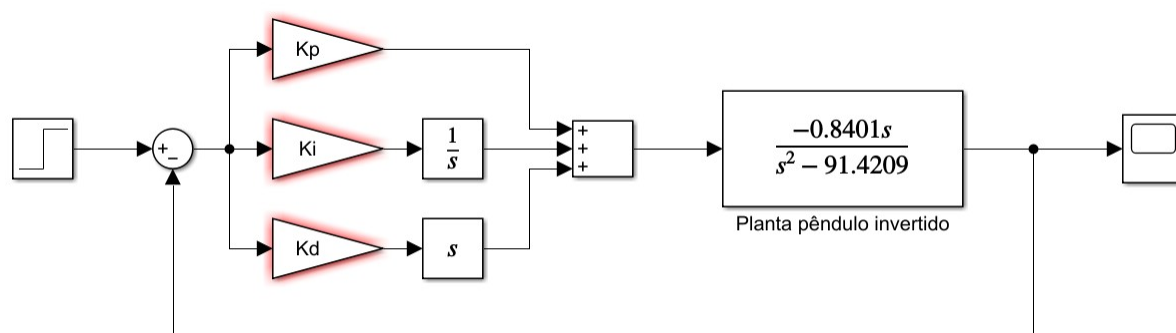 Kp
+
−
Ki
1
s
+
+
+
−0.8401s
s² − 91.4209
Planta pêndulo invertido
Kd
s